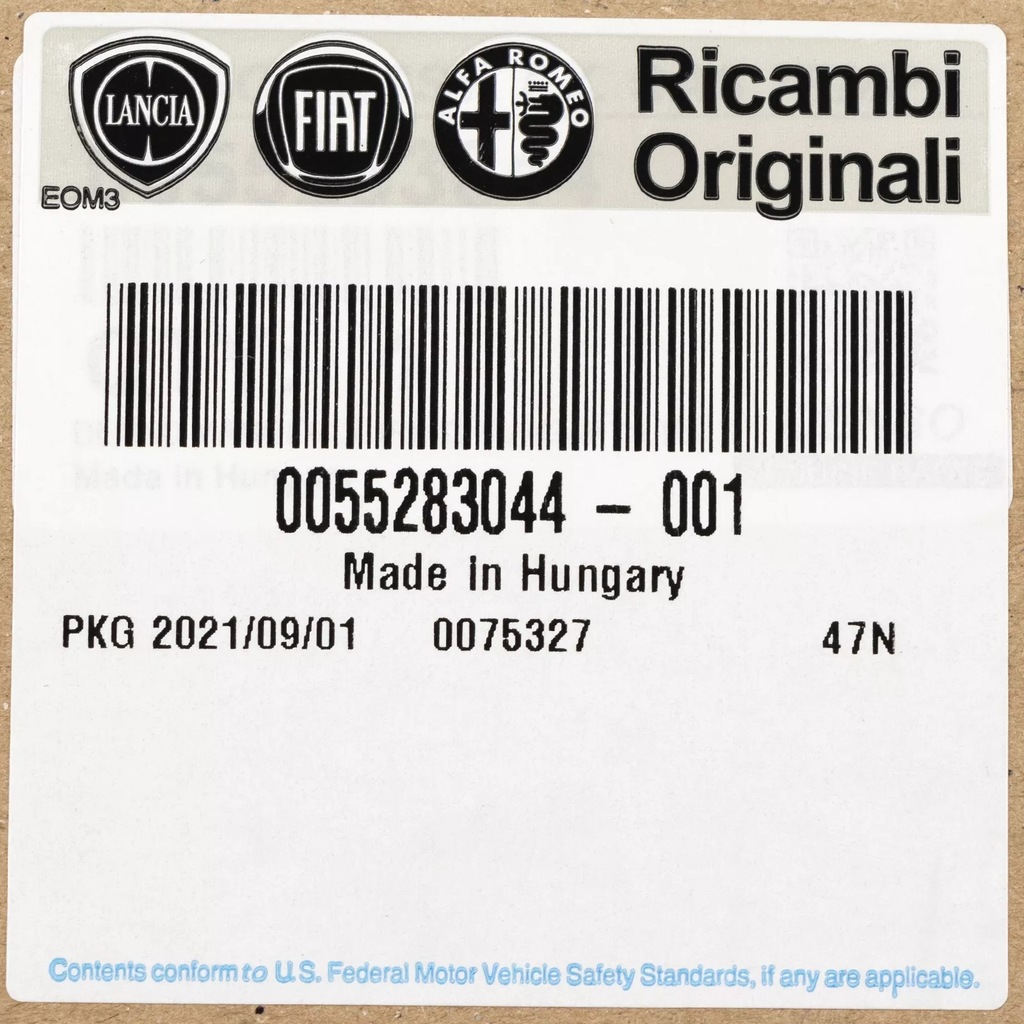 LANCIA
FIAT
ALFA ROMEO
Ricambi
Originali
EOM3
0055283044 - 001
Made in Hungary
PKG 2021/09/01 0075327 47N
Contents conform to U.S. Federal Motor Vehicle Safety Standards, if any are applicable.